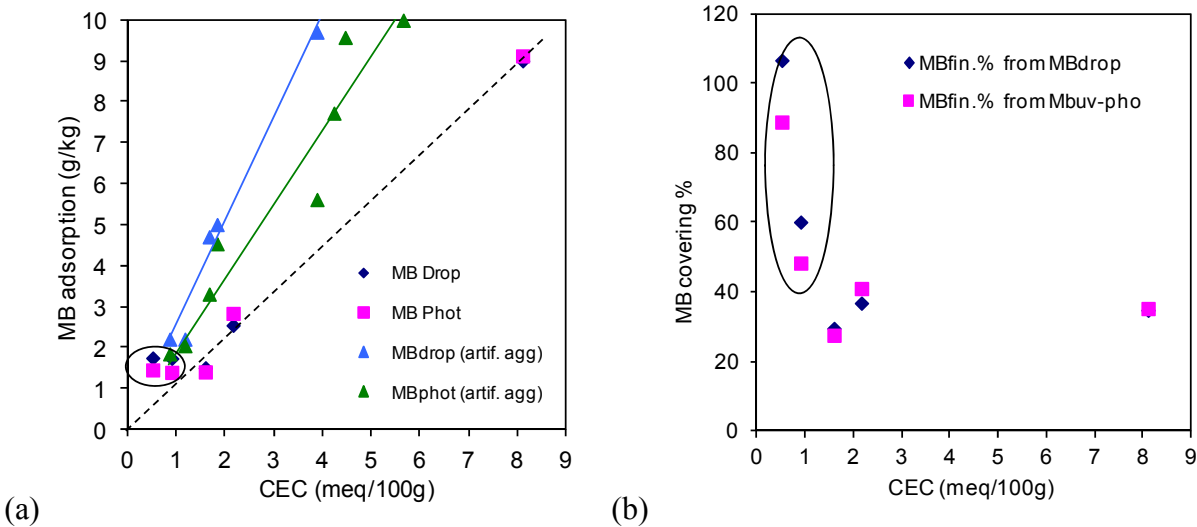 10
9
8
7
6
5
4
3
2
1
0
MB adsorption (g/kg)
MB Drop
MB Phot
MBdrop (artif. agg)
MBphot (artif. agg)
0 1 2 3 4 5 6 7 8 9
CEC (meq/100g)
(a)
120
100
80
60
40
20
0
MB covering %
MBfin.% from MBdrop
MBfin.% from Mbuv-pho
0 1 2 3 4 5 6 7 8 9
CEC (meq/100g)
(b)